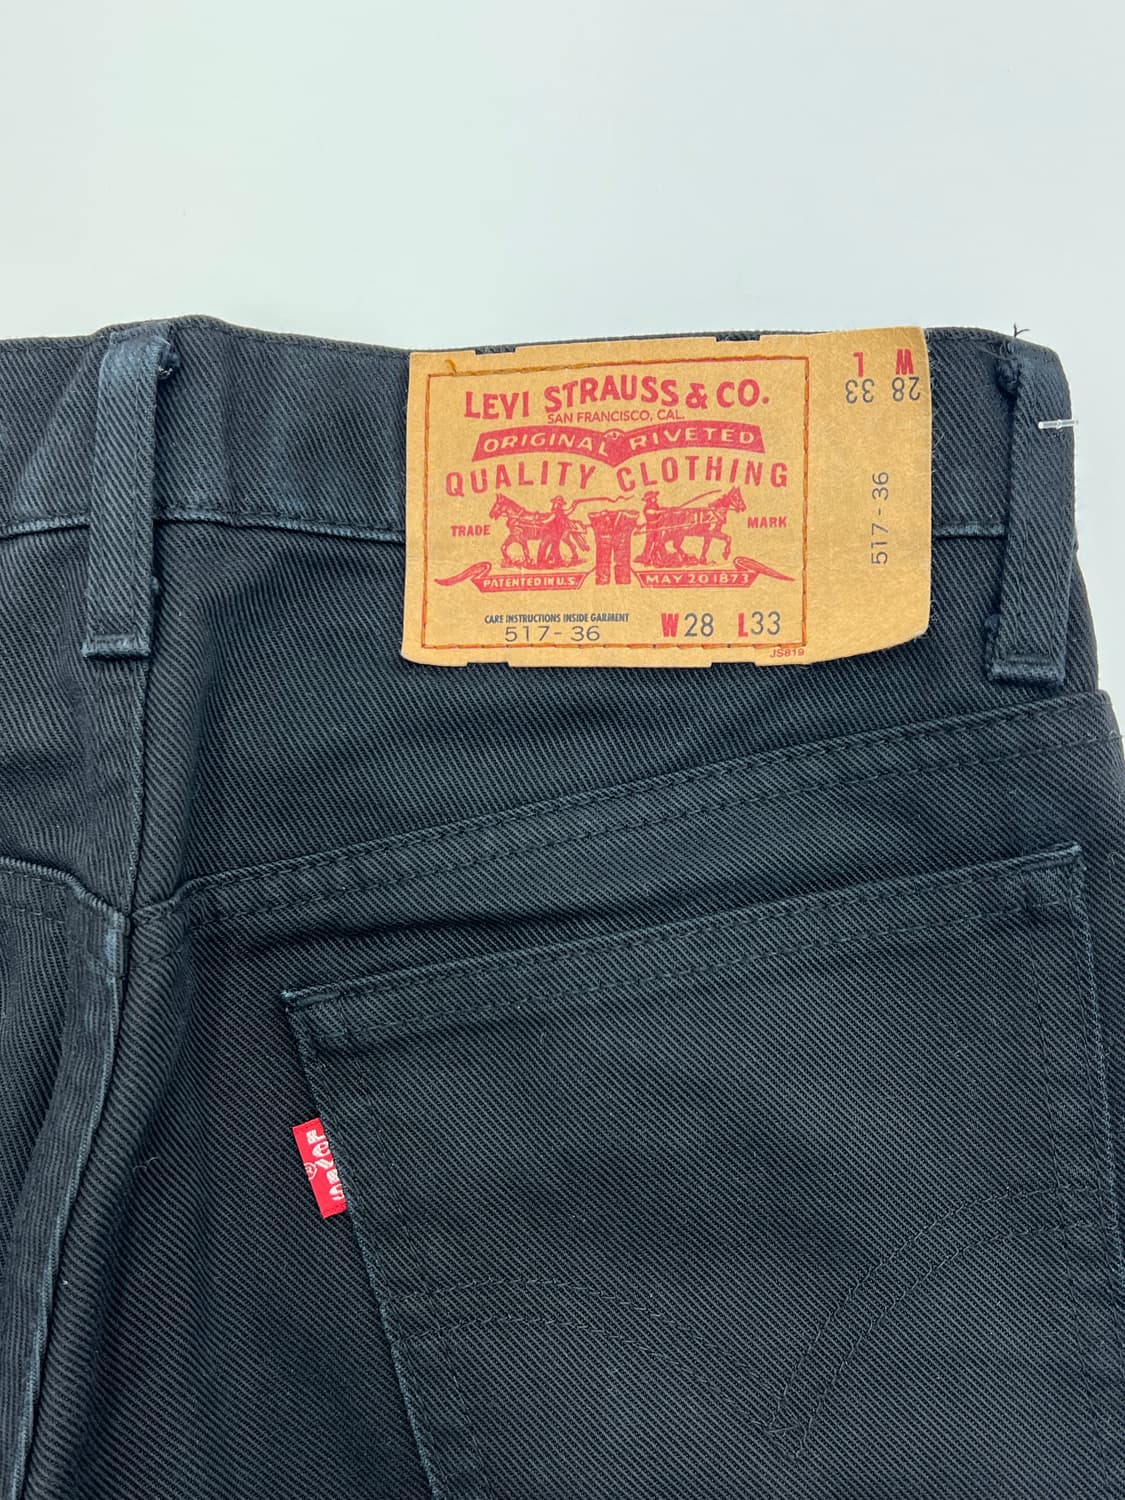 LEVI STRAUSS & CO.
SAN FRANCISCO, CAL.
ORIGINAL RIVETED
QUALITY CLOTHING
TRADE MARK
PATENTED IN U.S. MAY 20 1873
CARE INSTRUCTIONS INSIDE GARMENT
517-36
W28 L33
JS819
W L
28 33
517-36
LEVI'S ®